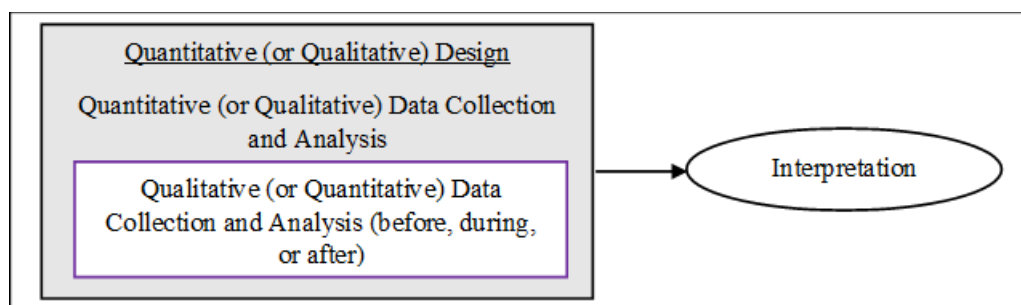 Quantitative (or Qualitative) Design
Quantitative (or Qualitative) Data Collection
and Analysis
Qualitative (or Quantitative) Data
Collection and Analysis (before, during,
or after)
Interpretation